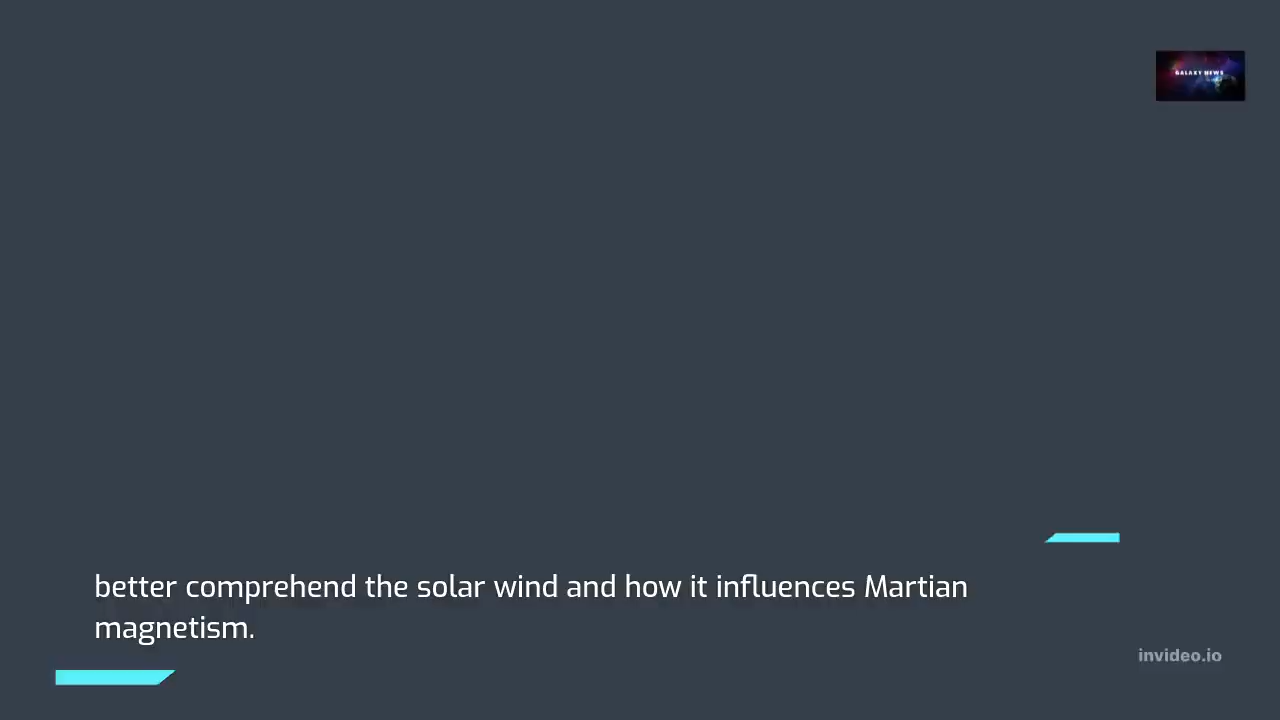 GALAXY NEWS
better comprehend the solar wind and how it influences Martian
magnetism.
invideo.io